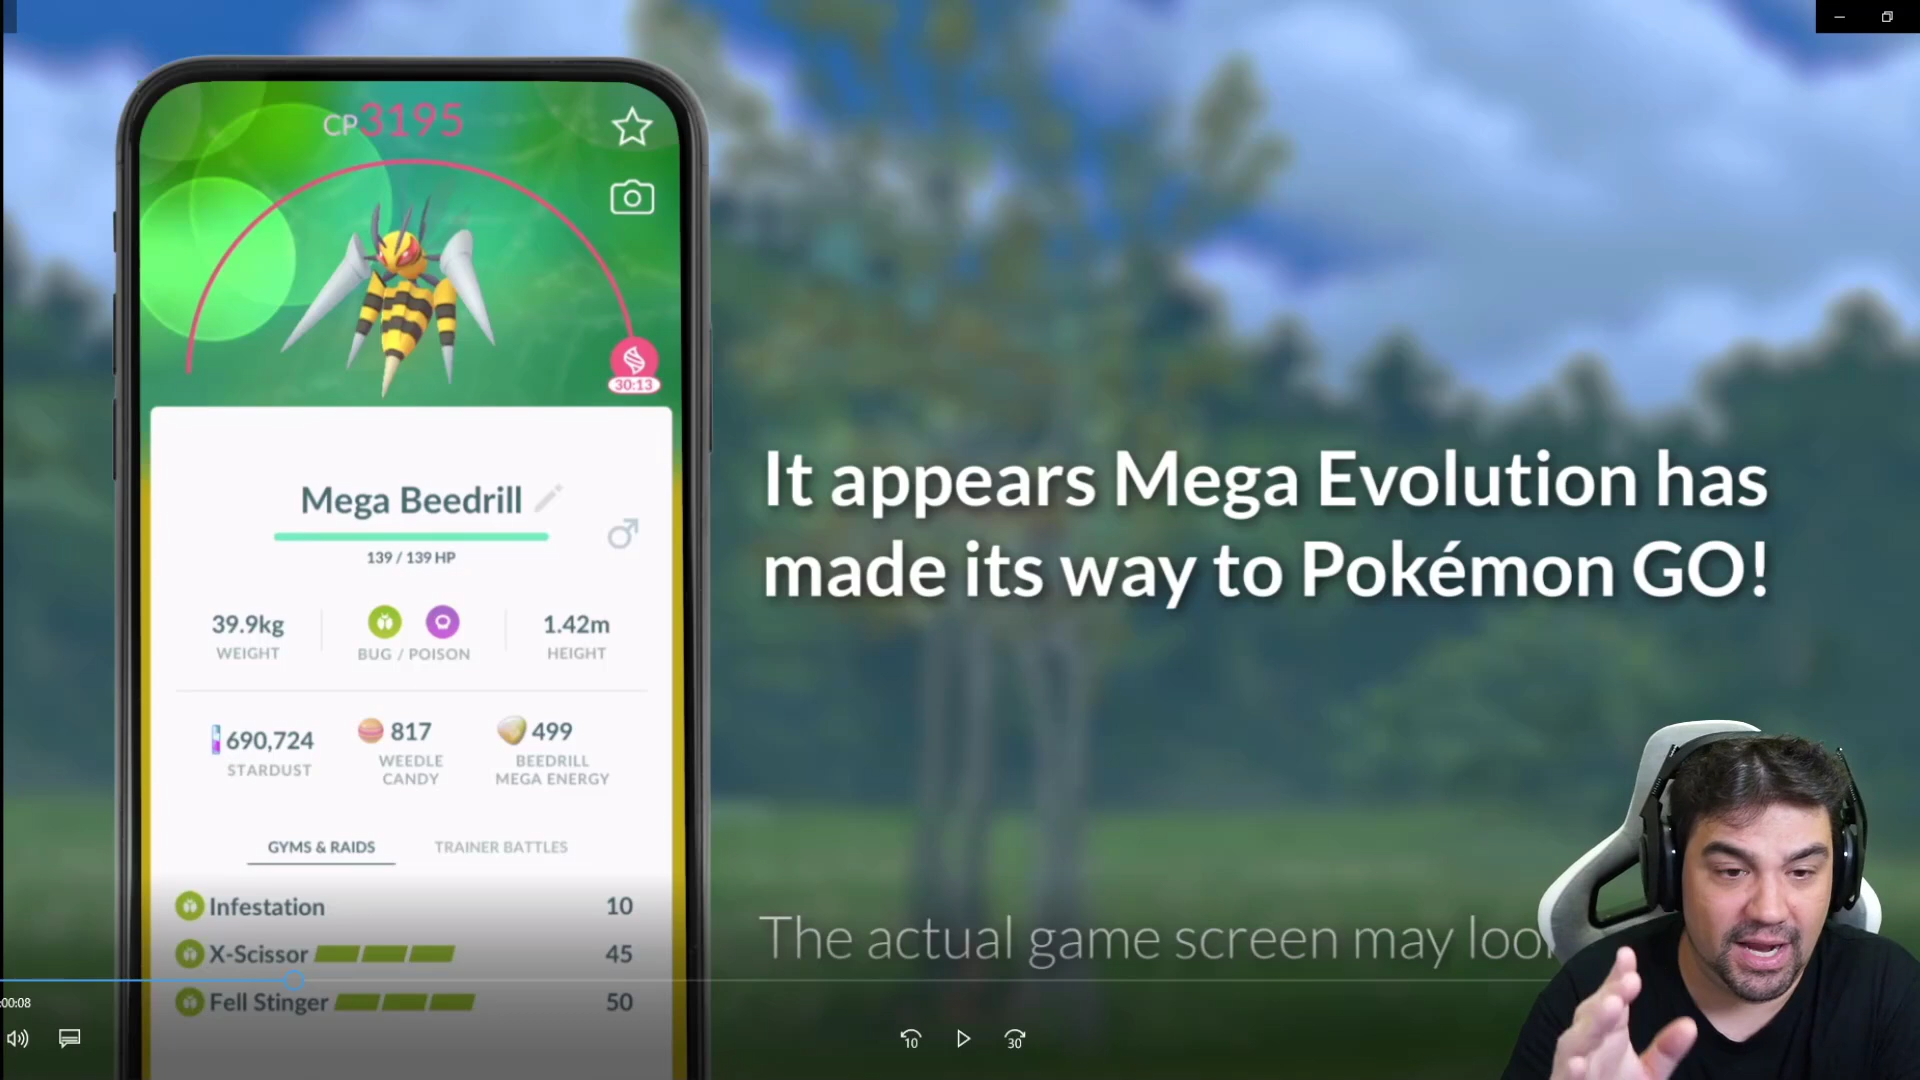 CP3195
30:13
Mega Beedrill
139 / 139 HP
39.9kg
WEIGHT
BUG / POISON
1.42m
HEIGHT
690,724
STARDUST
817
WEEDLE
CANDY
499
BEEDRILL
MEGA ENERGY
GYMS & RAIDS
TRAINER BATTLES
Infestation 10
X-Scissor 45
Fell Stinger 50
It appears Mega Evolution has
made its way to Pokémon GO!
The actual game screen may loo
:00:08
10
30